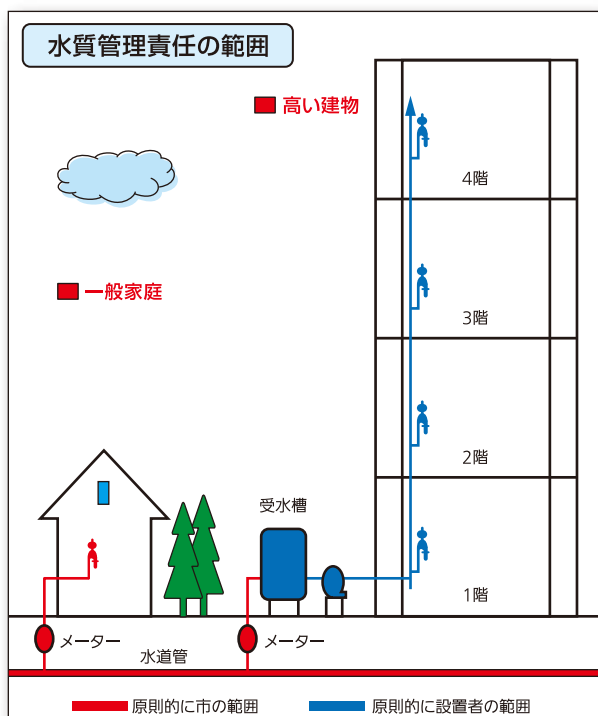 水質管理責任の範囲
高い建物
4階
一般家庭
3階
2階
受水槽
1階
メーター
メーター
水道管
原則的に市の範囲
原則的に設置者の範囲